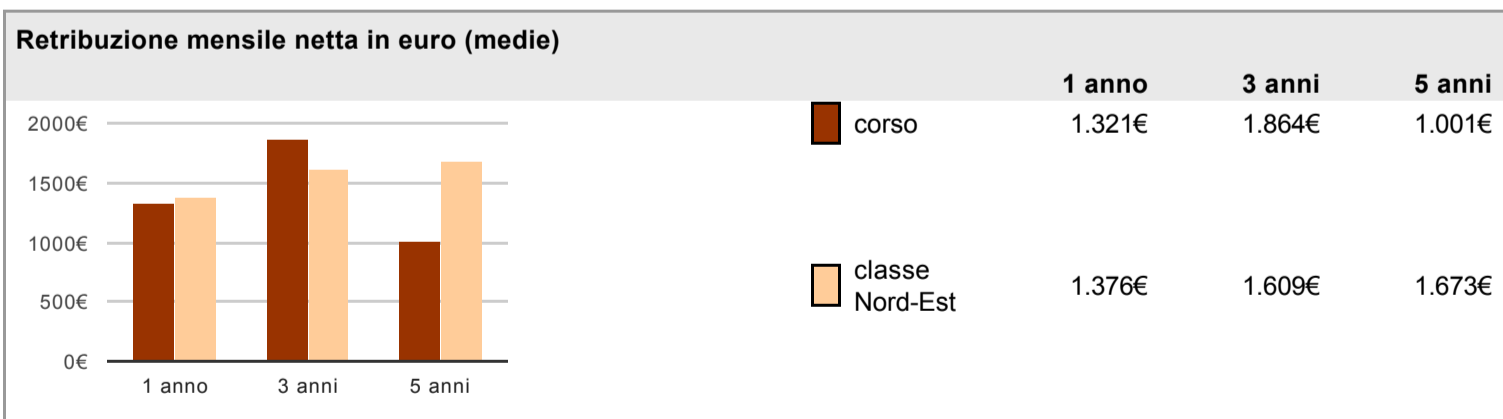 Retribuzione mensile netta in euro (medie)
1 anno 3 anni 5 anni
2000€
1500€
1000€
500€
0€
1 anno 3 anni 5 anni
corso 1.321€ 1.864€ 1.001€
classe
Nord-Est 1.376€ 1.609€ 1.673€